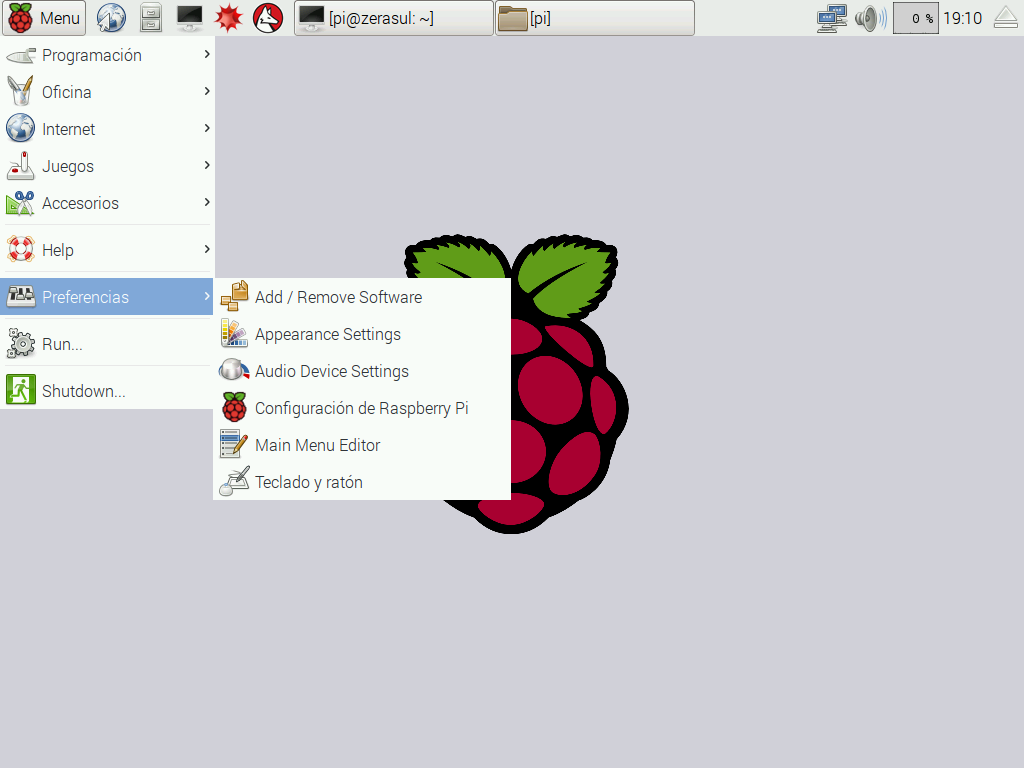 Menu
[pi@zerasul: ~]
[pi]
0 %
19:10
Programación
Oficina
Internet
Juegos
Accesorios
Help
Preferencias
Run...
Shutdown...
Add / Remove Software
Appearance Settings
Audio Device Settings
Configuración de Raspberry Pi
Main Menu Editor
Teclado y ratón